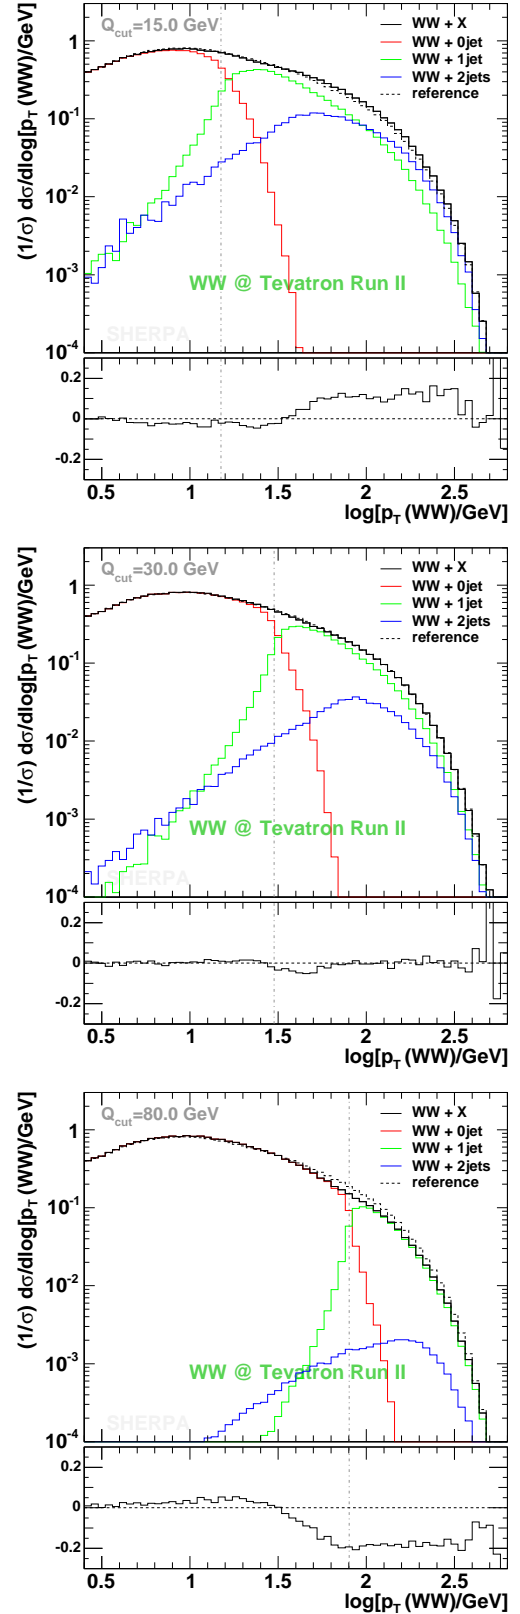 Q_cut=15.0 GeV
WW + X
WW + 0jet
WW + 1jet
WW + 2jets
reference
(1/σ) dσ/dlog[p_T (WW)/GeV]
1
10^-1
10^-2
10^-3
10^-4
WW @ Tevatron Run II
SHERPA
0.2
0
-0.2
0.5 1 1.5 2 2.5
log[p_T (WW)/GeV]
Q_cut=30.0 GeV
WW + X
WW + 0jet
WW + 1jet
WW + 2jets
reference
(1/σ) dσ/dlog[p_T (WW)/GeV]
1
10^-1
10^-2
10^-3
10^-4
WW @ Tevatron Run II
SHERPA
0.2
0
-0.2
0.5 1 1.5 2 2.5
log[p_T (WW)/GeV]
Q_cut=80.0 GeV
WW + X
WW + 0jet
WW + 1jet
WW + 2jets
reference
(1/σ) dσ/dlog[p_T (WW)/GeV]
1
10^-1
10^-2
10^-3
10^-4
WW @ Tevatron Run II
SHERPA
0.2
0
-0.2
0.5 1 1.5 2 2.5
log[p_T (WW)/GeV]